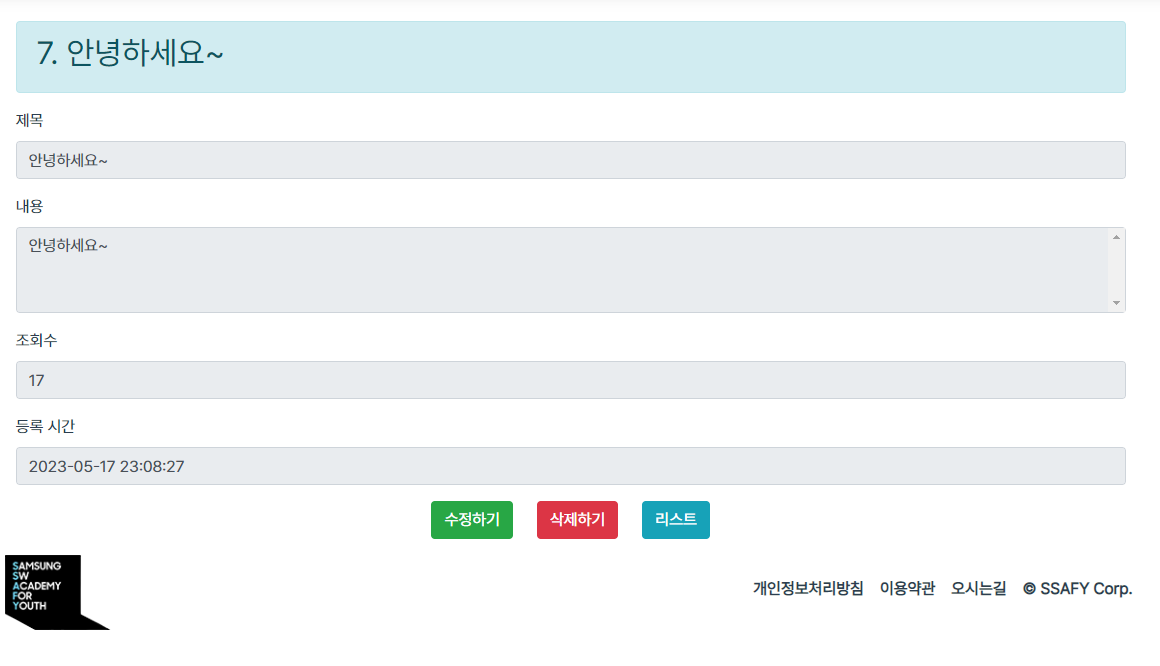 7. 안녕하세요~
제목
안녕하세요~
내용
안녕하세요~
조회수
17
등록 시간
2023-05-17 23:08:27
수정하기 삭제하기 리스트
SAMSUNG
SW
ACADEMY
FOR
YOUTH
개인정보처리방침 이용약관 오시는길 © SSAFY Corp.